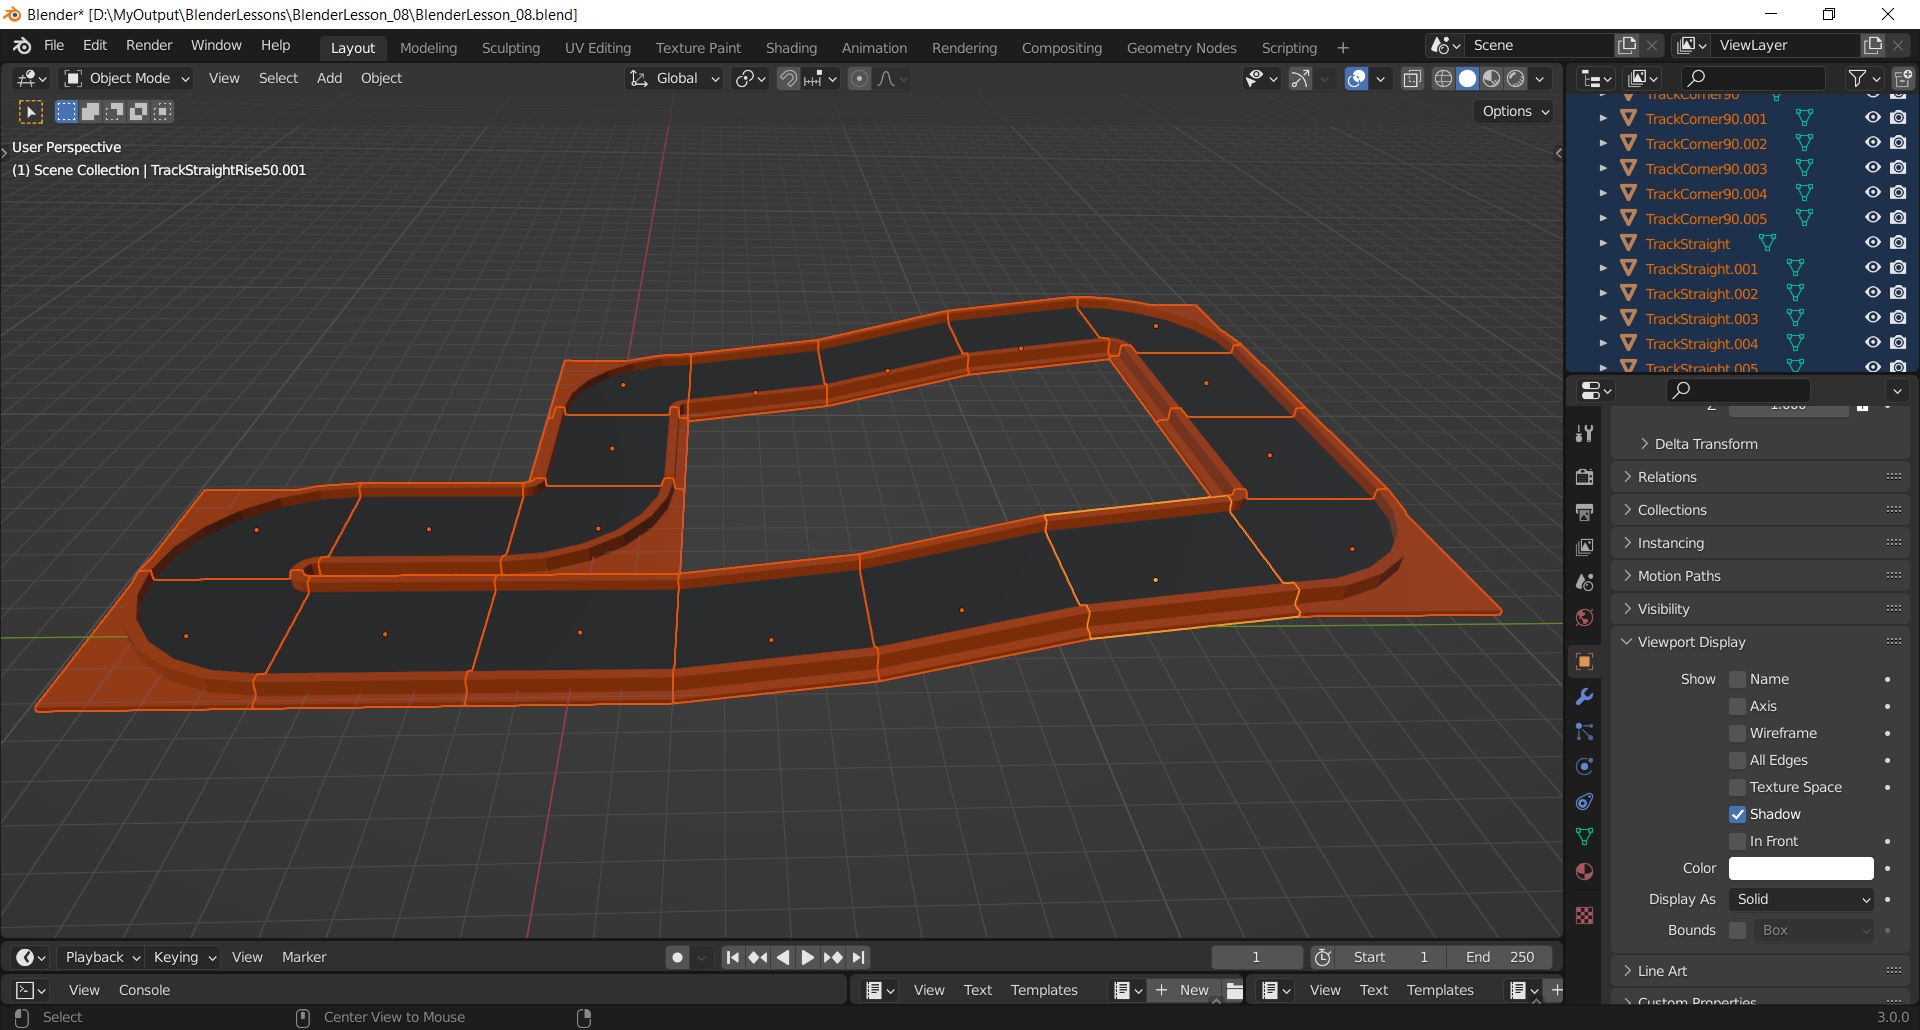 Blender* [D:\MyOutput\BlenderLessons\BlenderLesson_08\BlenderLesson_08.blend]
File Edit Render Window Help Layout Modeling Sculpting UV Editing Texture Paint Shading Animation Rendering Compositing Geometry Nodes Scripting + Scene ViewLayer
Object Mode View Select Add Object Global
Options
User Perspective
(1) Scene Collection | TrackStraightRise50.001
TrackCorner90
TrackCorner90.001
TrackCorner90.002
TrackCorner90.003
TrackCorner90.004
TrackCorner90.005
TrackStraight
TrackStraight.001
TrackStraight.002
TrackStraight.003
TrackStraight.004
TrackStraight.005
Z 1.000
Delta Transform
Relations
Collections
Instancing
Motion Paths
Visibility
Viewport Display
Show Name
Axis
Wireframe
All Edges
Texture Space
Shadow
In Front
Color
Display As Solid
Bounds Box
Line Art
Custom Properties
Playback Keying View Marker 1 Start 1 End 250
View Console View Text Templates + New View Text Templates +
Select Center View to Mouse 3.0.0